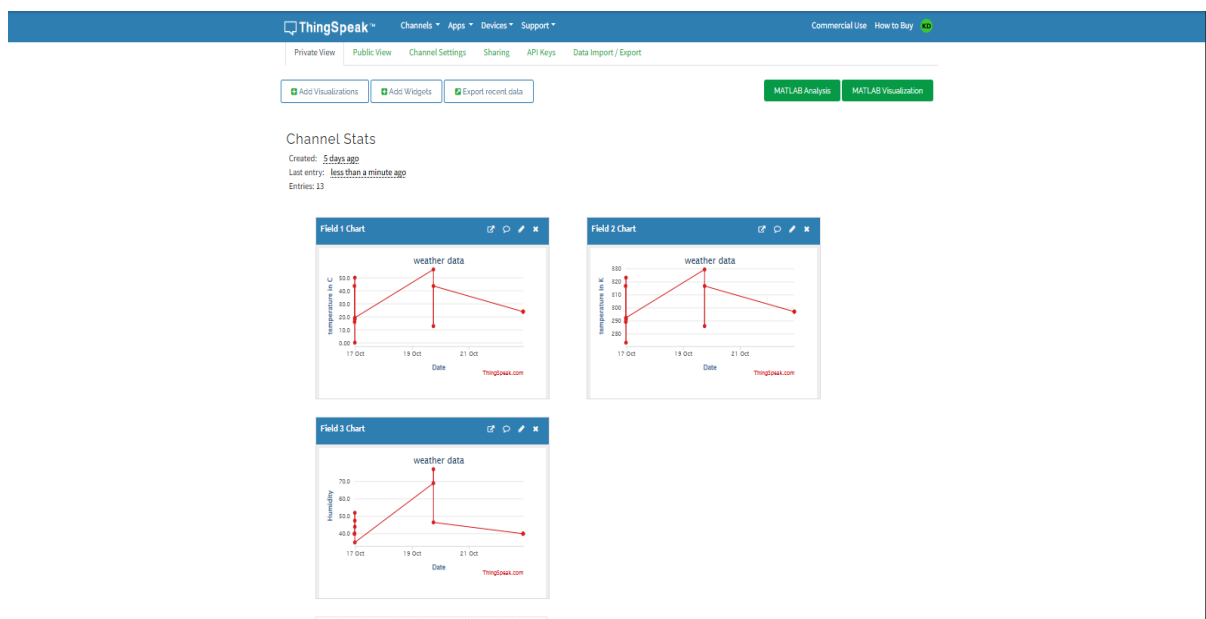 ThingSpeak™ Channels Apps Devices Support Commercial Use How to Buy KD
Private View Public View Channel Settings Sharing API Keys Data Import / Export
Add Visualizations Add Widgets Export recent data MATLAB Analysis MATLAB Visualization
Channel Stats
Created: 5 days ago
Last entry: less than a minute ago
Entries: 13
Field 1 Chart
weather data
temperature in C
50.0
40.0
30.0
20.0
10.0
0.00
17 Oct 19 Oct 21 Oct
Date
ThingSpeak.com
Field 2 Chart
weather data
temperature in K
330
320
310
300
290
280
17 Oct 19 Oct 21 Oct
Date
ThingSpeak.com
Field 3 Chart
weather data
Humidity
70.0
60.0
50.0
40.0
17 Oct 19 Oct 21 Oct
Date
ThingSpeak.com